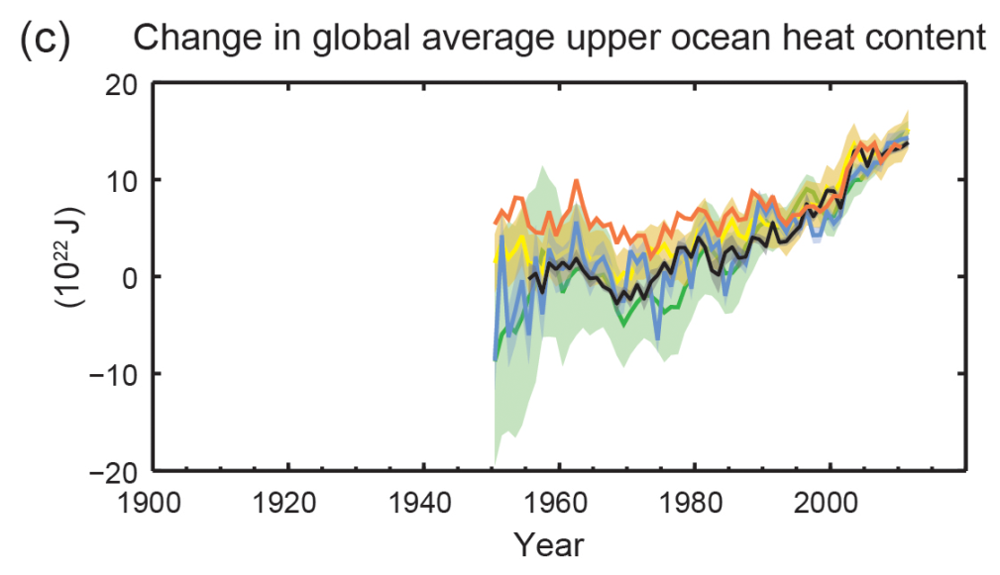 (c) Change in global average upper ocean heat content
(10²² J)
20
10
0
−10
−20
1900 1920 1940 1960 1980 2000
Year